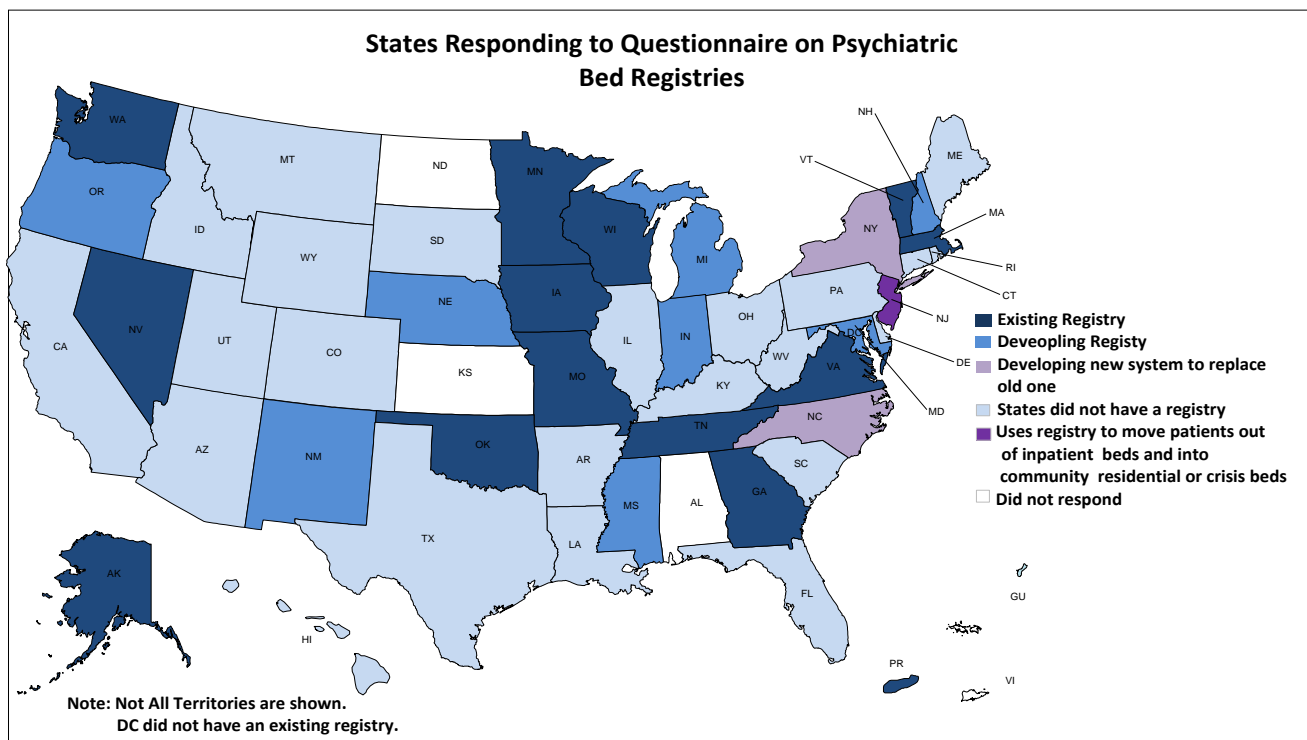 States Responding to Questionnaire on Psychiatric
Bed Registries
NH
WA
VT
ME
MT
ND
MN
OR
MA
ID
SD
WI
NY
WY
MI
RI
CT
IA
NE
PA
NJ
NV
OH
IL
IN
UT
DC
DE
CA
CO
WV
VA
KS
MO
KY
MD
NC
TN
OK
AZ
NM
AR
SC
MS
AL
GA
TX
LA
FL
AK
GU
HI
PR
VI
Existing Registry
Deveopling Registy
Developing new system to replace
old one
States did not have a registry
Uses registry to move patients out
of inpatient beds and into
community residential or crisis beds
Did not respond
Note: Not All Territories are shown.
DC did not have an existing registry.